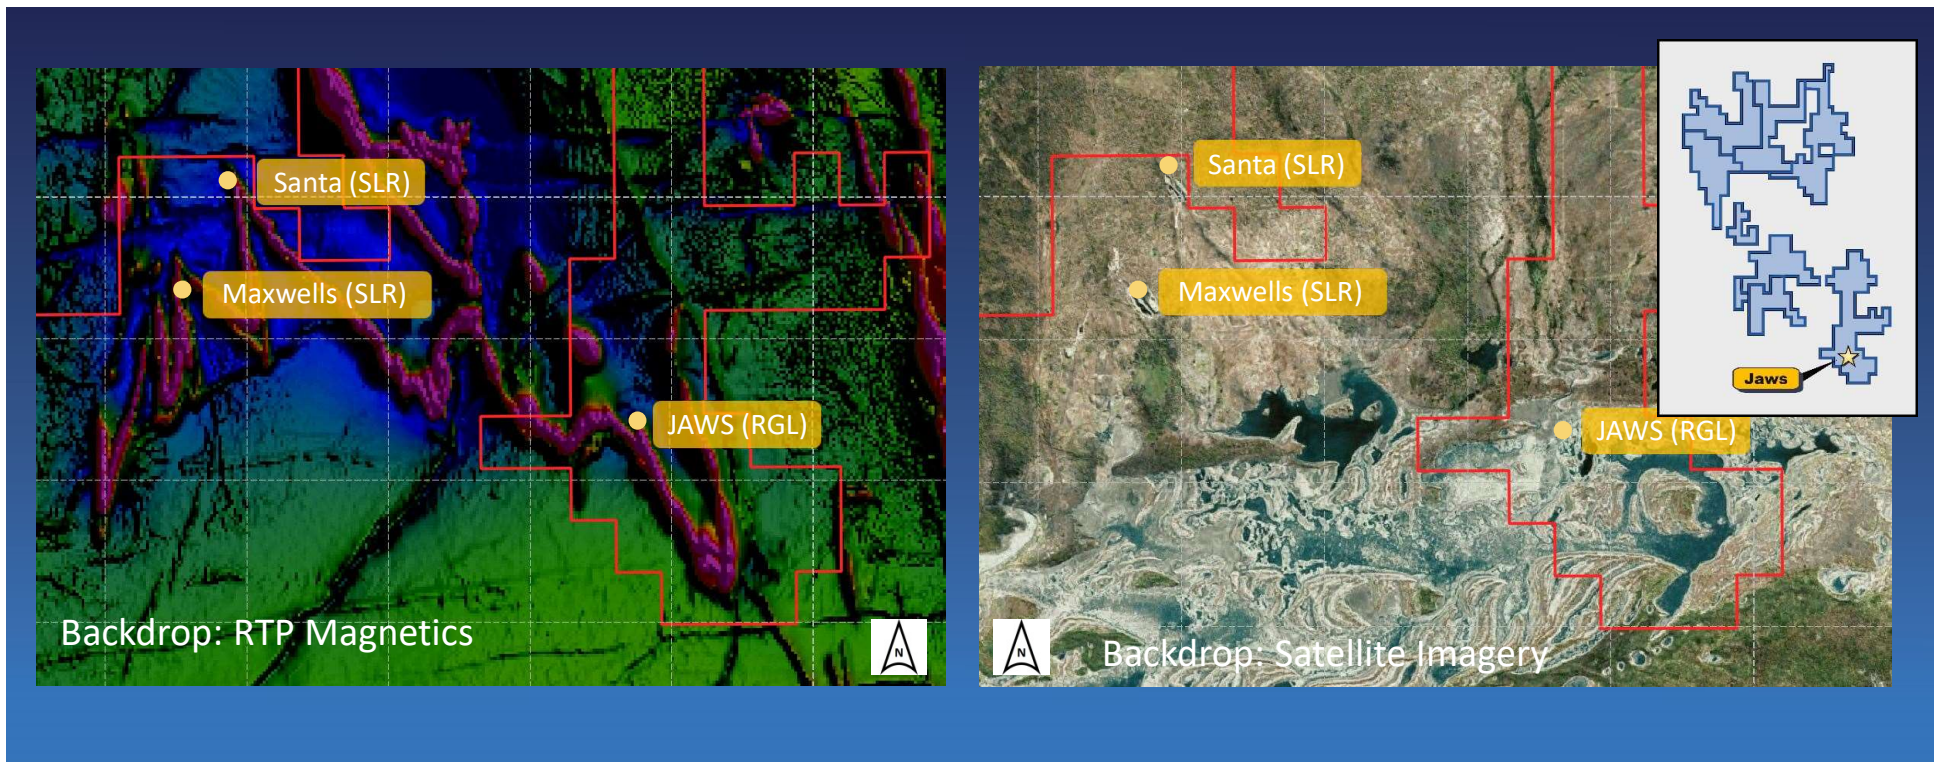 Santa (SLR)
Maxwells (SLR)
JAWS (RGL)
Backdrop: RTP Magnetics
N
Santa (SLR)
Maxwells (SLR)
JAWS (RGL)
N
Backdrop: Satellite Imagery
Jaws